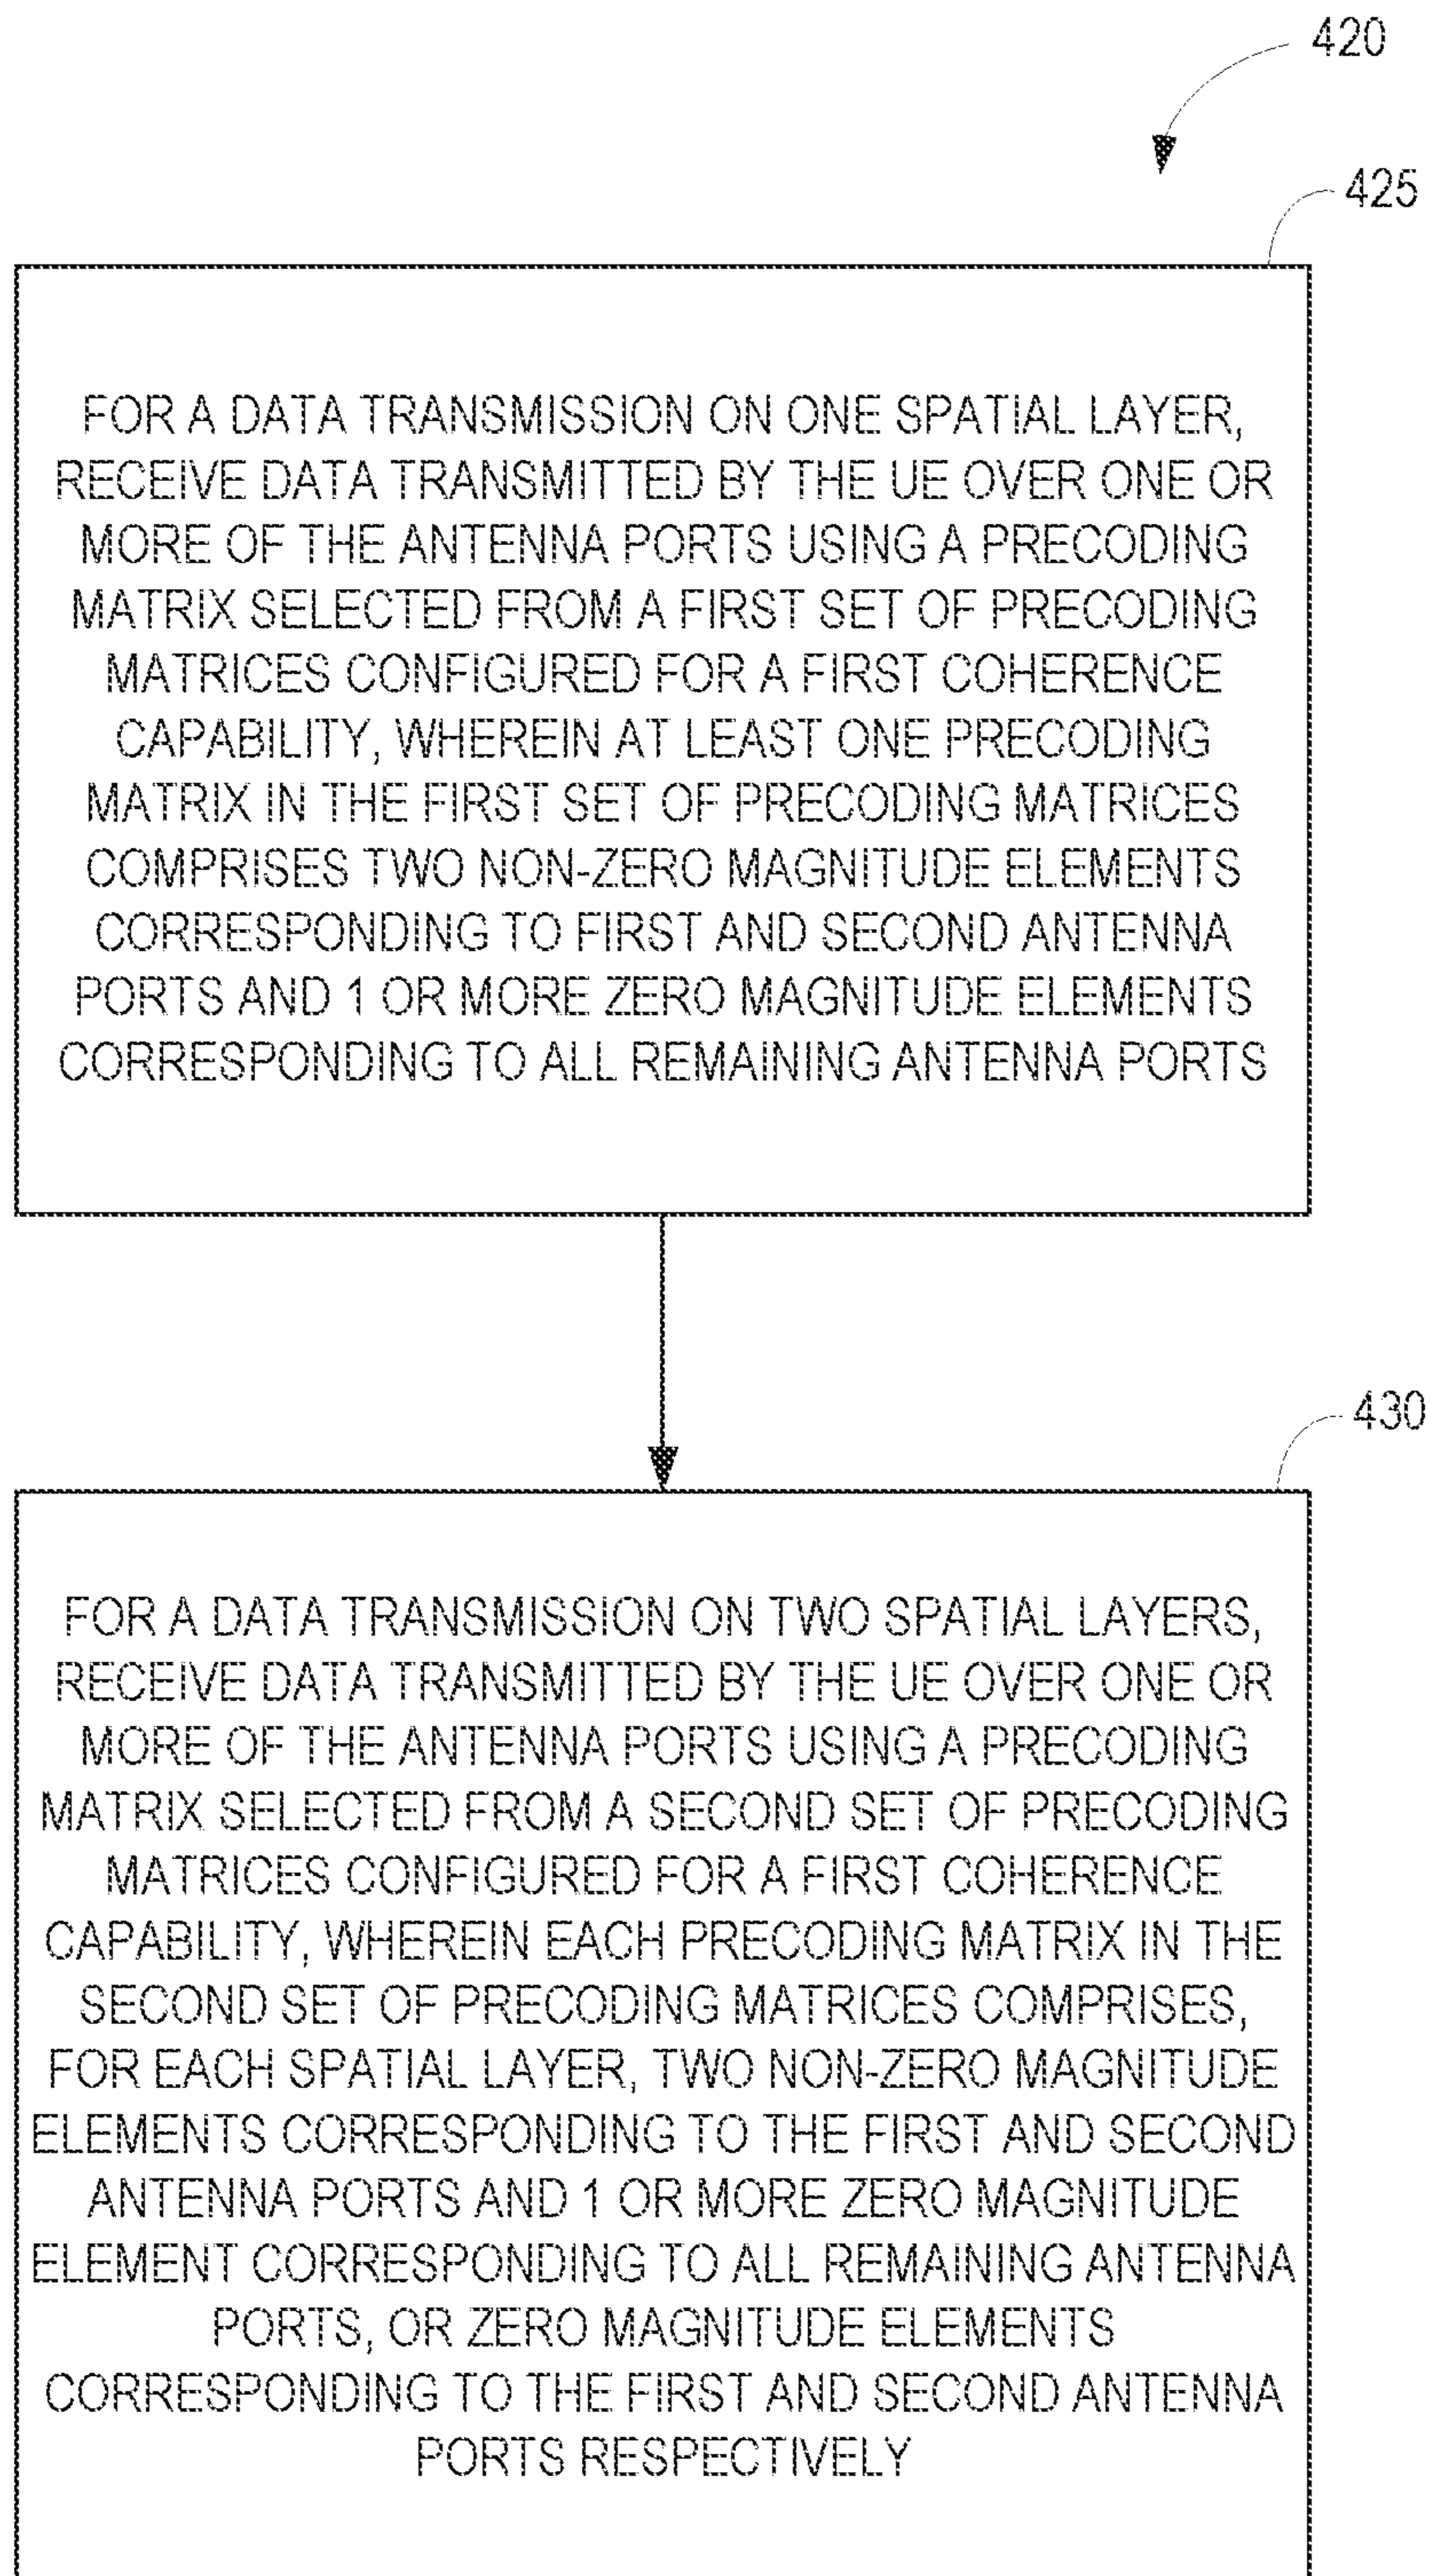 420
425
FOR A DATA TRANSMISSION ON ONE SPATIAL LAYER,
RECEIVE DATA TRANSMITTED BY THE UE OVER ONE OR
MORE OF THE ANTENNA PORTS USING A PRECODING
MATRIX SELECTED FROM A FIRST SET OF PRECODING
MATRICES CONFIGURED FOR A FIRST COHERENCE
CAPABILITY, WHEREIN AT LEAST ONE PRECODING
MATRIX IN THE FIRST SET OF PRECODING MATRICES
COMPRISES TWO NON-ZERO MAGNITUDE ELEMENTS
CORRESPONDING TO FIRST AND SECOND ANTENNA
PORTS AND 1 OR MORE ZERO MAGNITUDE ELEMENTS
CORRESPONDING TO ALL REMAINING ANTENNA PORTS
430
FOR A DATA TRANSMISSION ON TWO SPATIAL LAYERS,
RECEIVE DATA TRANSMITTED BY THE UE OVER ONE OR
MORE OF THE ANTENNA PORTS USING A PRECODING
MATRIX SELECTED FROM A SECOND SET OF PRECODING
MATRICES CONFIGURED FOR A FIRST COHERENCE
CAPABILITY, WHEREIN EACH PRECODING MATRIX IN THE
SECOND SET OF PRECODING MATRICES COMPRISES,
FOR EACH SPATIAL LAYER, TWO NON-ZERO MAGNITUDE
ELEMENTS CORRESPONDING TO THE FIRST AND SECOND
ANTENNA PORTS AND 1 OR MORE ZERO MAGNITUDE
ELEMENT CORRESPONDING TO ALL REMAINING ANTENNA
PORTS, OR ZERO MAGNITUDE ELEMENTS
CORRESPONDING TO THE FIRST AND SECOND ANTENNA
PORTS RESPECTIVELY